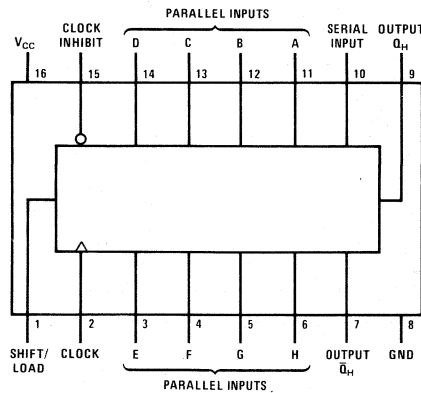 PARALLEL INPUTS
VCC CLOCK INHIBIT D C B A SERIAL INPUT OUTPUT QH
16 15 14 13 12 11 10 9
1 2 3 4 5 6 7 8
SHIFT/ LOAD CLOCK E F G H OUTPUT Q̅H GND
PARALLEL INPUTS